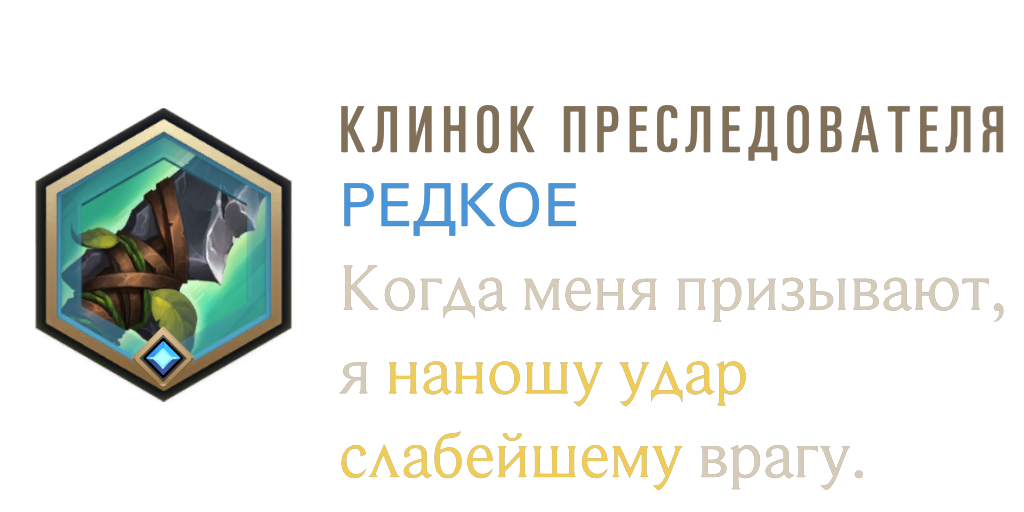 КЛИНОК ПРЕСЛЕДОВАТЕЛЯ
РЕДКОЕ
Когда меня призывают,
я наношу удар
слабейшему врагу.